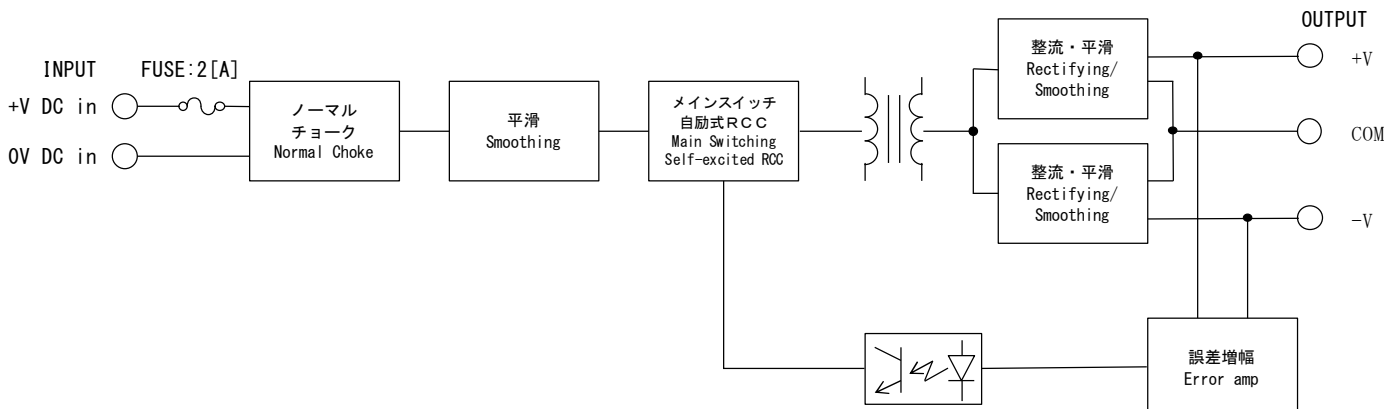 INPUT
FUSE:2[A]
+V DC in
0V DC in
ノーマル
チョーク
Normal Choke
平滑
Smoothing
メインスイッチ
自励式RCC
Main Switching
Self-excited RCC
整流・平滑
Rectifying/
Smoothing
整流・平滑
Rectifying/
Smoothing
OUTPUT
+V
COM
-V
誤差増幅
Error amp